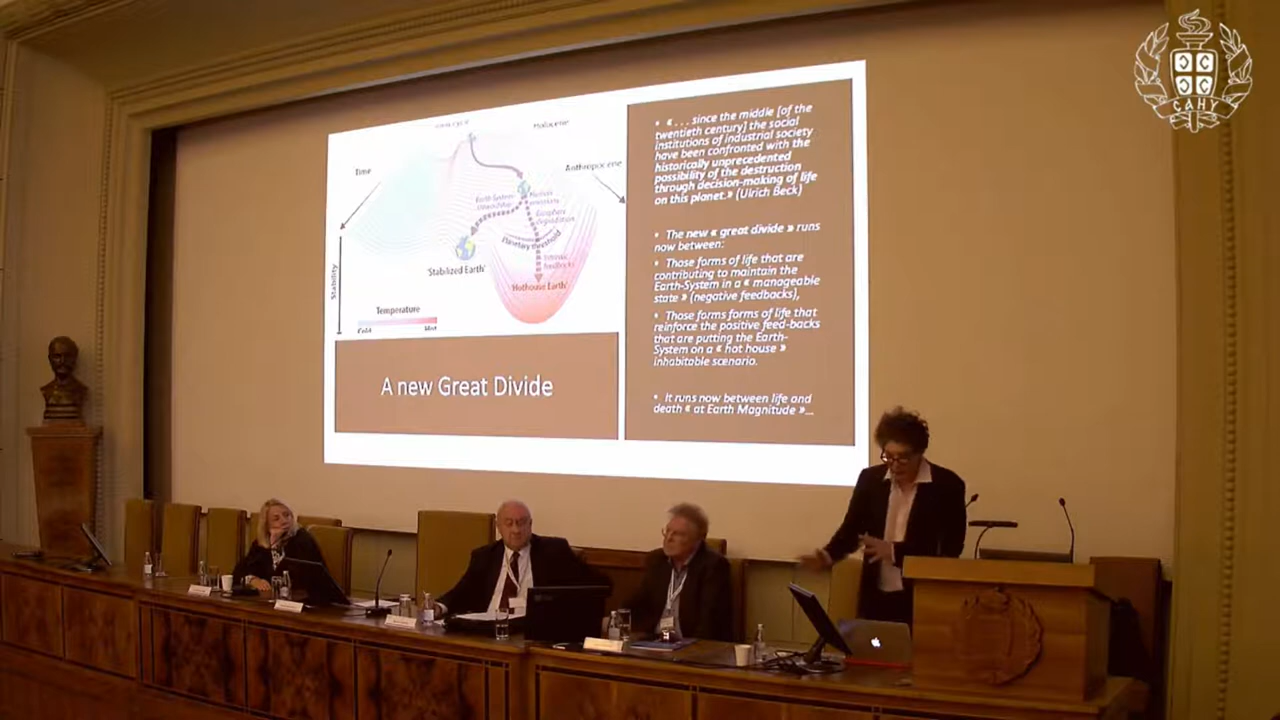 САНУ
Holocene
Time
Anthropocene
Earth System
stewardship
Human
emissions
Biosphere
degradation
Planetary threshold
Intrinsic
feedbacks
'Stabilized Earth'
'Hothouse Earth'
Stability
Temperature
Cold
Hot
A new Great Divide
• « . . . since the middle [of the
twentieth century] the social
institutions of industrial society
have been confronted with the
historically unprecedented
possibility of the destruction
through decision-making of life
on this planet.» (Ulrich Beck)
• The new « great divide » runs
now between:
• Those forms of life that are
contributing to maintain the
Earth-System in a « manageable
state » (negative feedbacks),
• Those forms forms of life that
reinforce the positive feed-backs
that are putting the Earth-
System on a « hot house »
inhabitable scenario.
• It runs now between life and
death « at Earth Magnitude »...